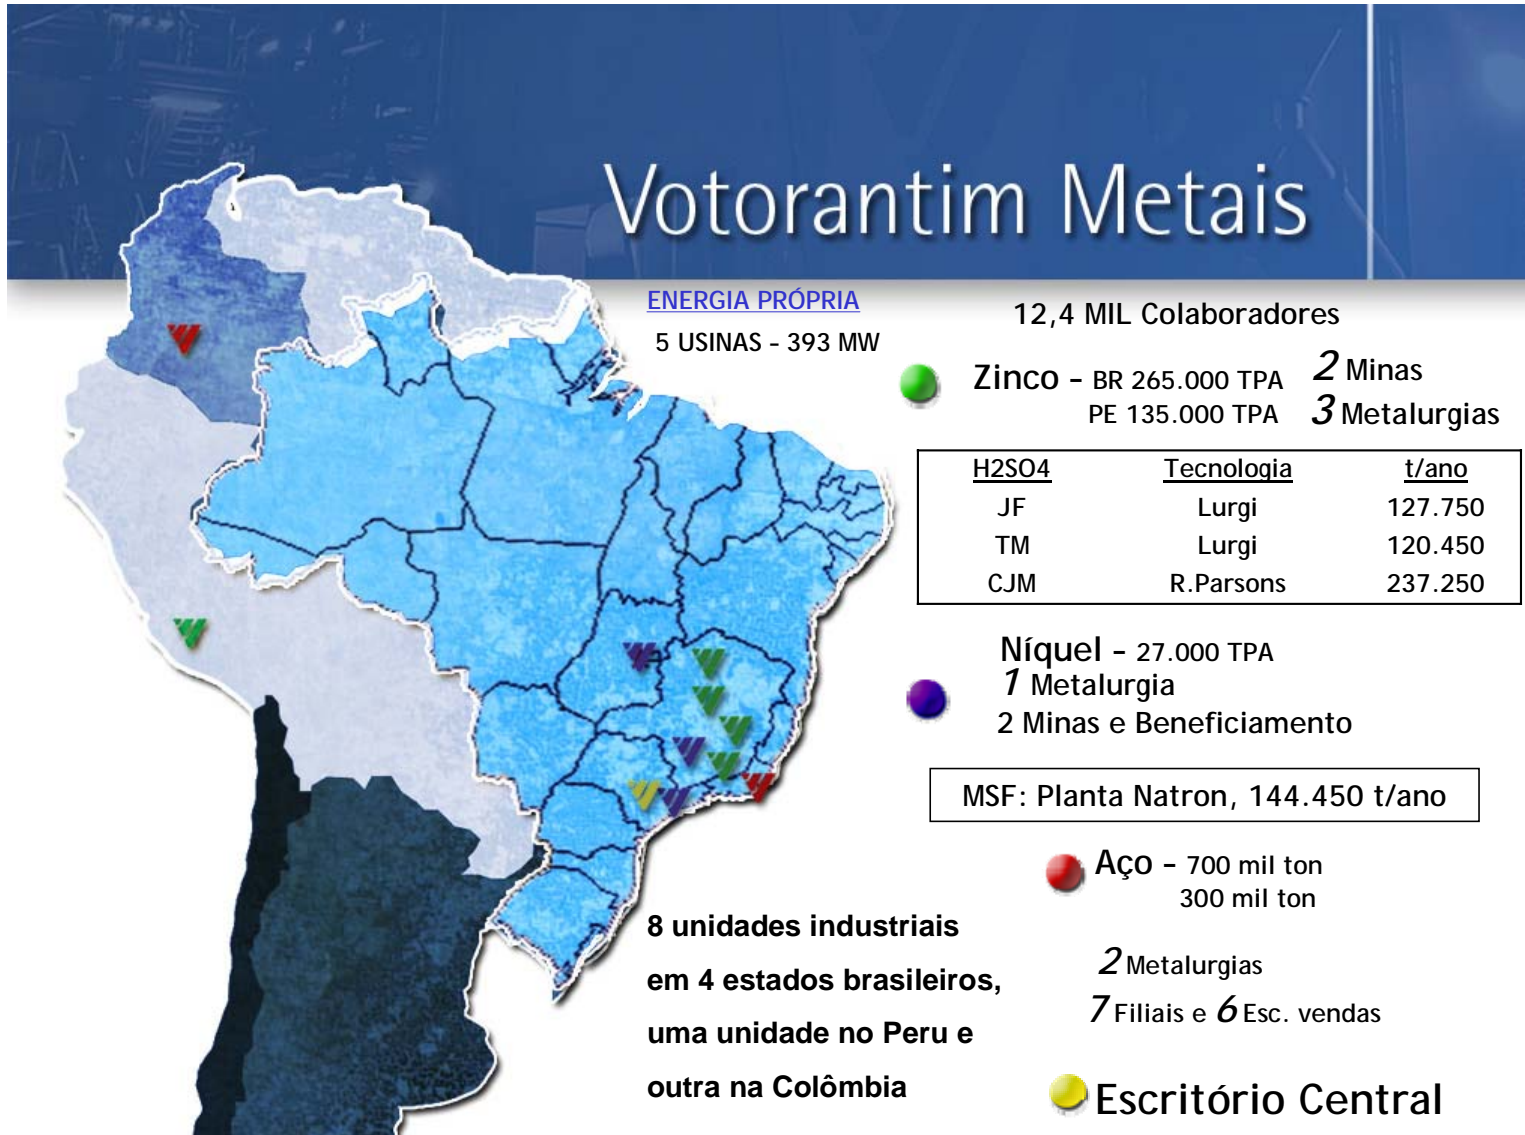 Votorantim Metais
ENERGIA PRÓPRIA
5 USINAS - 393 MW
12,4 MIL Colaboradores
Zinco - BR 265.000 TPA
PE 135.000 TPA
2 Minas
3 Metalurgias
H2SO4 Tecnologia t/ano
JF Lurgi 127.750
TM Lurgi 120.450
CJM R.Parsons 237.250
Níquel - 27.000 TPA
1 Metalurgia
2 Minas e Beneficiamento
MSF: Planta Natron, 144.450 t/ano
Aço - 700 mil ton
300 mil ton
2 Metalurgias
7 Filiais e 6 Esc. vendas
8 unidades industriais
em 4 estados brasileiros,
uma unidade no Peru e
outra na Colômbia
Escritório Central